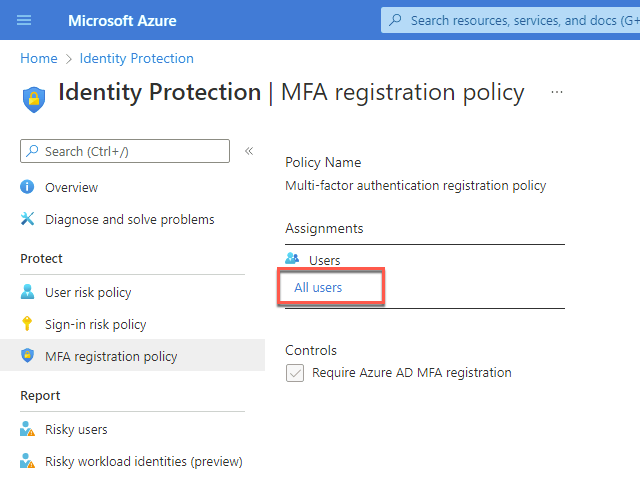 Microsoft Azure
Search resources, services, and docs (G+
Home > Identity Protection
Identity Protection | MFA registration policy ...
Search (Ctrl+/)
«
Overview
Diagnose and solve problems
Protect
User risk policy
Sign-in risk policy
MFA registration policy
Report
Risky users
Risky workload identities (preview)
Policy Name
Multi-factor authentication registration policy
Assignments
Users
All users
Controls
Require Azure AD MFA registration